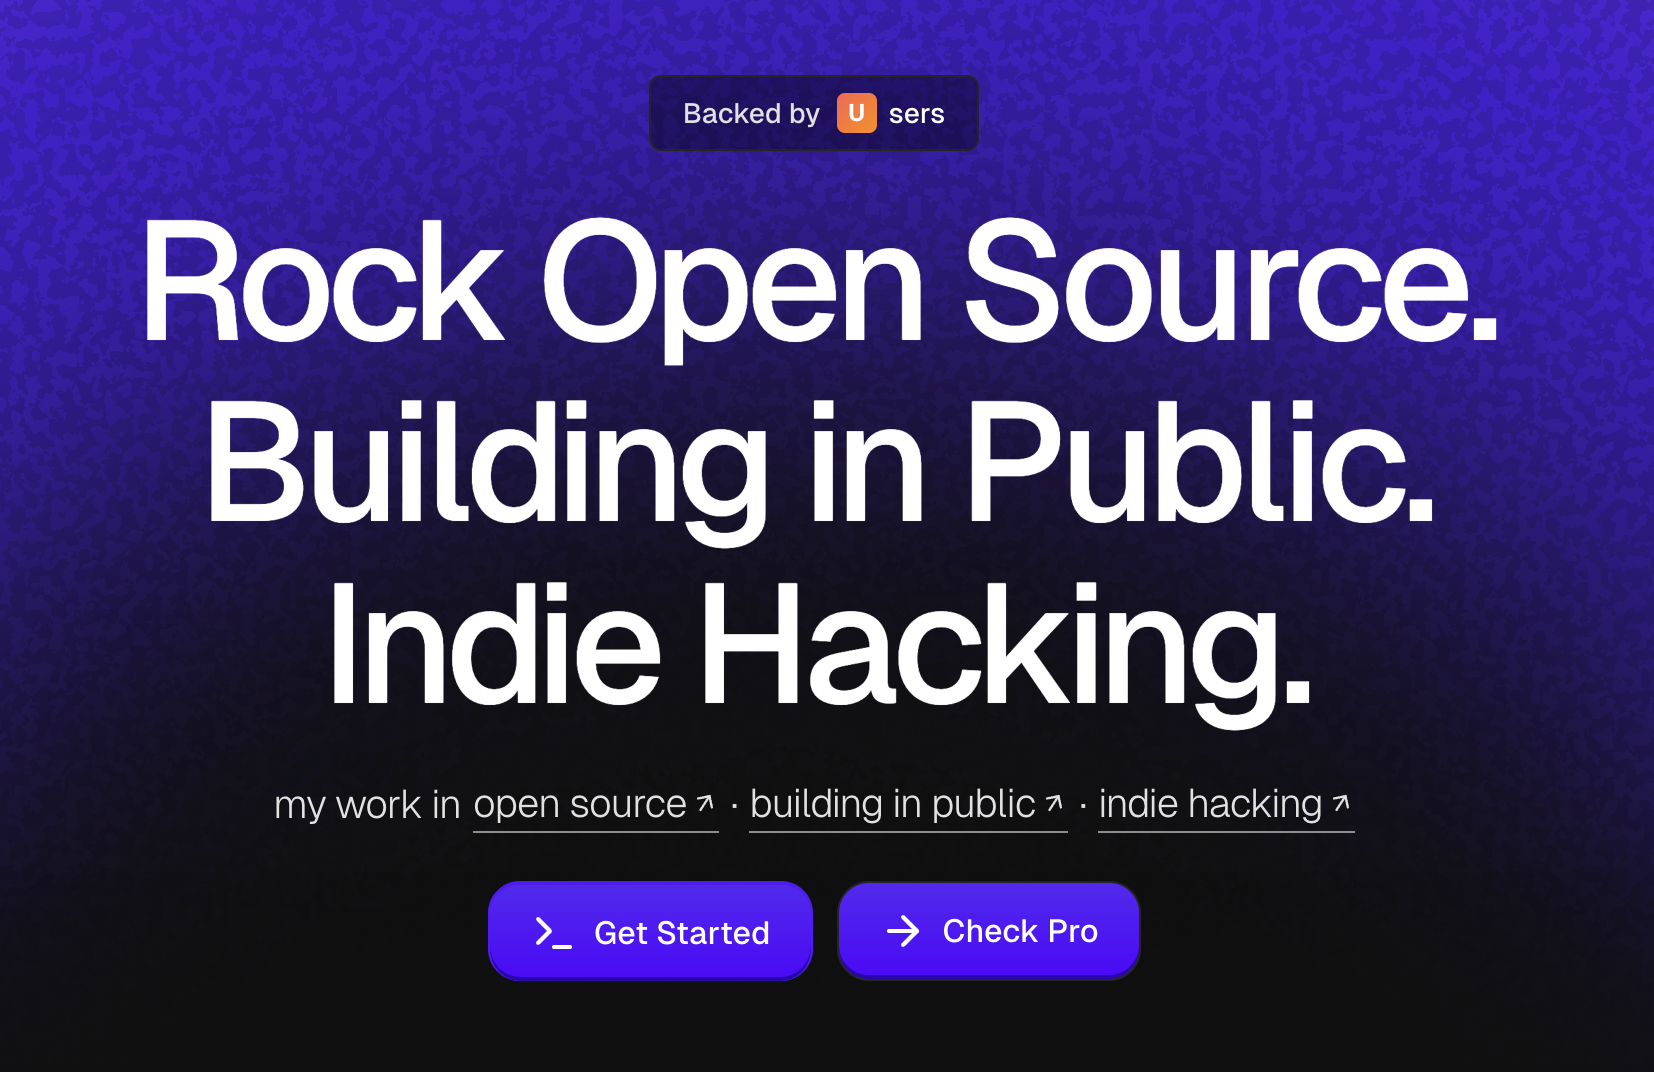 Backed by U sers
Rock Open Source.
Building in Public.
Indie Hacking.
my work in open source ↗ · building in public ↗ · indie hacking ↗
Get Started
Check Pro